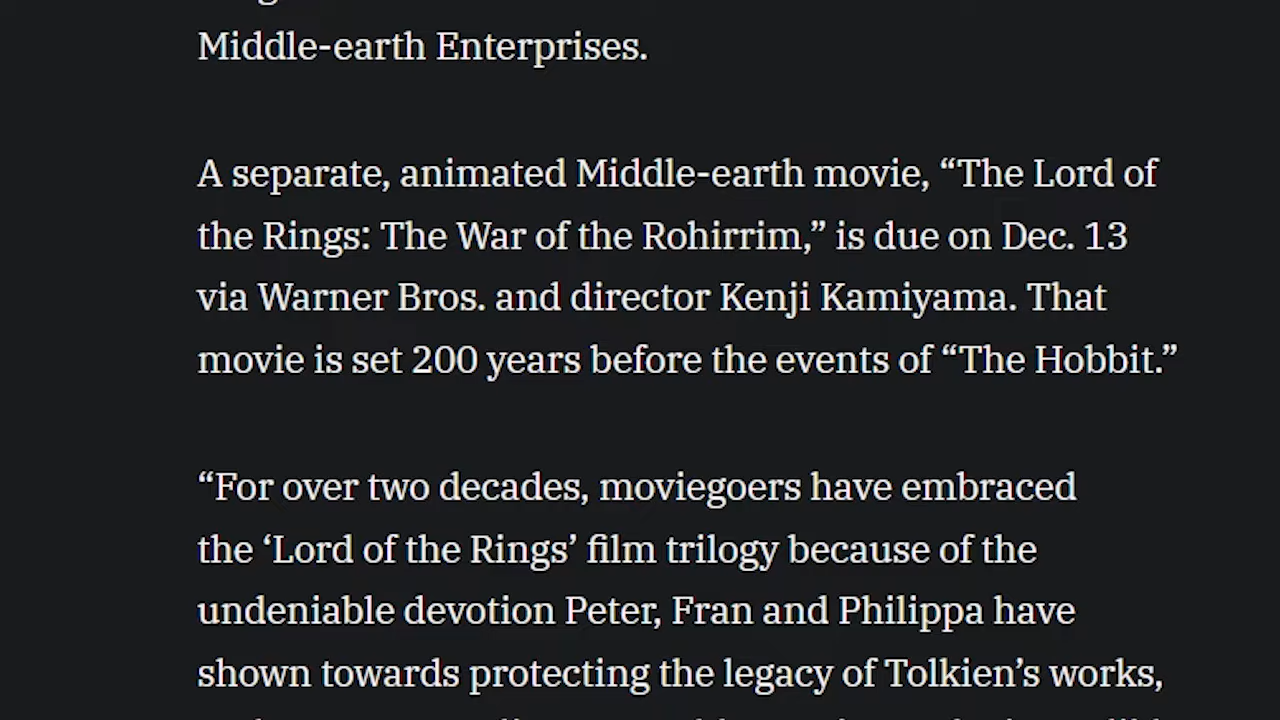 Middle-earth Enterprises.
A separate, animated Middle-earth movie, “The Lord of
the Rings: The War of the Rohirrim,” is due on Dec. 13
via Warner Bros. and director Kenji Kamiyama. That
movie is set 200 years before the events of “The Hobbit.”
“For over two decades, moviegoers have embraced
the ‘Lord of the Rings’ film trilogy because of the
undeniable devotion Peter, Fran and Philippa have
shown towards protecting the legacy of Tolkien’s works,